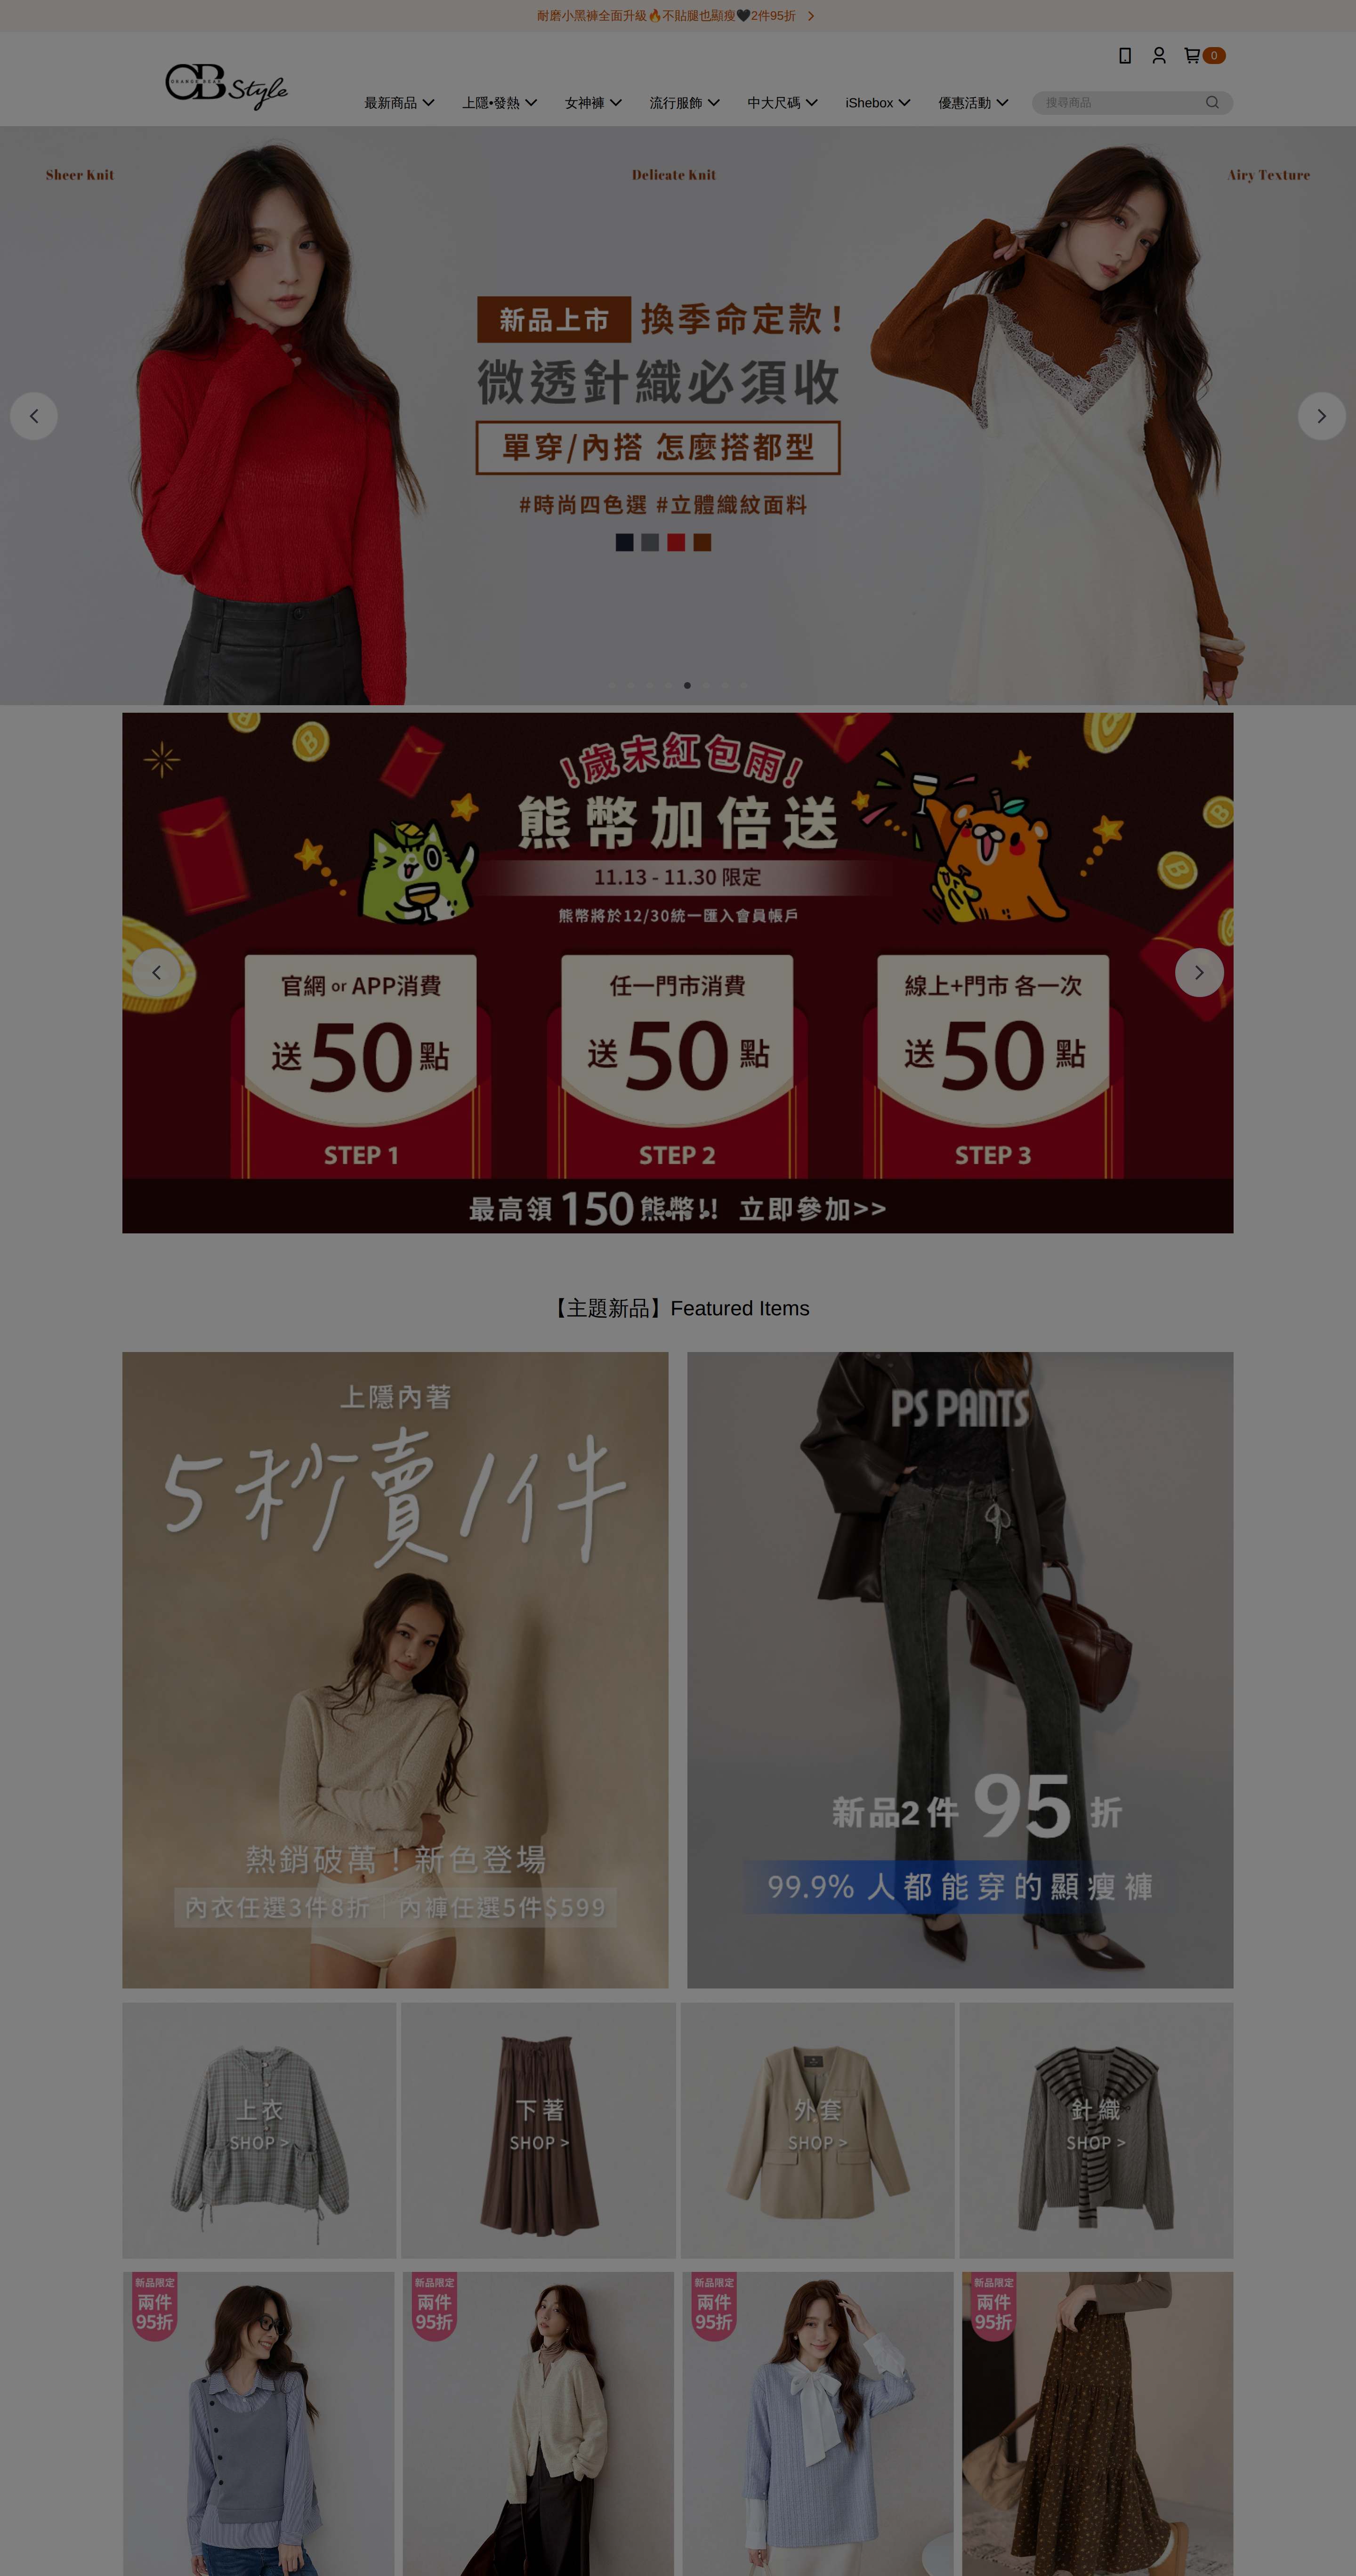 耐磨小黑褲全面升級🔥不貼腿也顯瘦🖤2件95折
0
OB Style
ORANGE BEAR
最新商品
上隱•發熱
女神褲
流行服飾
中大尺碼
iShebox
優惠活動
搜尋商品
Sheer Knit
Delicate Knit
Airy Texture
新品上市 換季命定款！
微透針織必須收
單穿/內搭 怎麼搭都型
#時尚四色選 #立體織紋面料
!歲末紅包雨!
熊幣加倍送
11.13 - 11.30 限定
熊幣將於12/30統一匯入會員帳戶
官網 or APP消費
送50點
STEP 1
任一門市消費
送50點
STEP 2
線上+門市 各一次
送50點
STEP 3
最高領150熊幣!! 立即參加>>
【主題新品】Featured Items
上隱內著
5秒賣1件
熱銷破萬！新色登場
內衣任選3件8折｜內褲任選5件$599
PS PANTS
新品2件95折
99.9% 人都能穿的顯瘦褲
上衣
SHOP >
下著
SHOP >
外套
SHOP >
針織
SHOP >
新品限定
兩件
95折
新品限定
兩件
95折
新品限定
兩件
95折
新品限定
兩件
95折